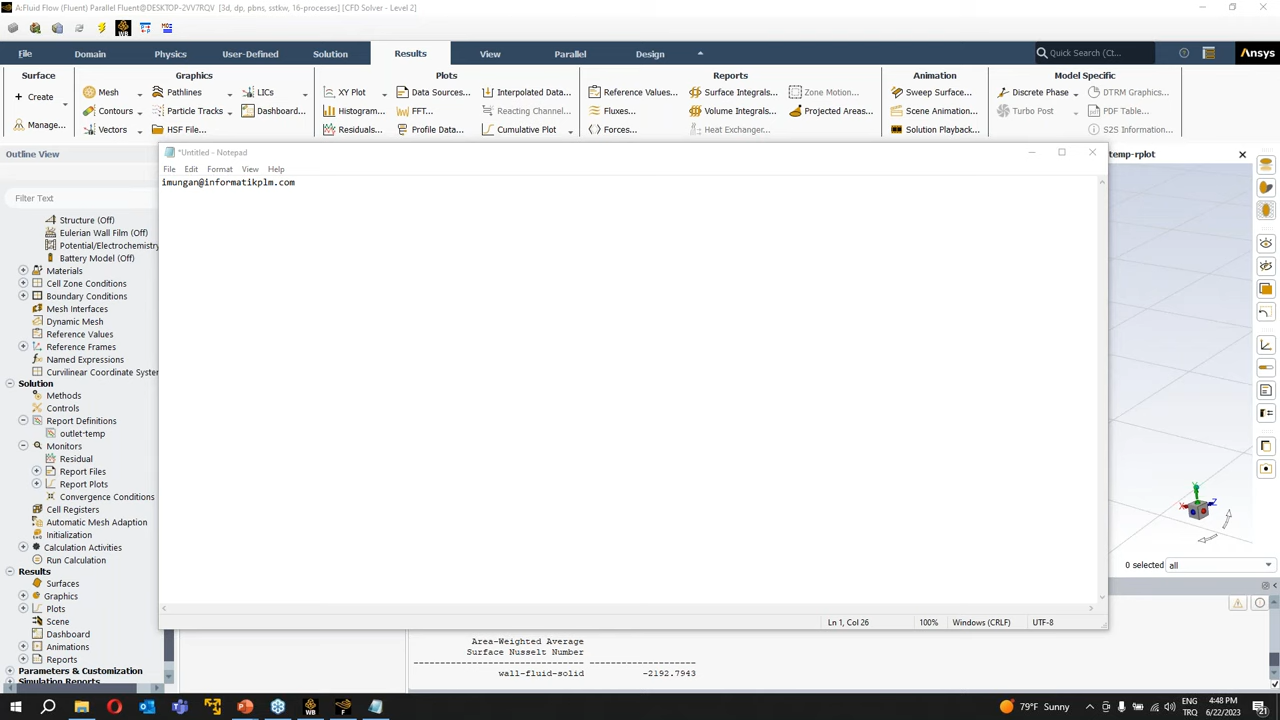 A:Fluid Flow (Fluent) Parallel Fluent@DESKTOP-2VV7RQV [3d, dp, pbns, sstkw, 16-processes] [CFD Solver - Level 2]
File Domain Physics User-Defined Solution Results View Parallel Design Quick Search (Ct... Ansys
Surface Graphics Plots Reports Animation Model Specific
Create Mesh Pathlines LICs XY Plot Data Sources... Interpolated Data... Reference Values... Surface Integrals... Zone Motion... Sweep Surface... Discrete Phase DTRM Graphics...
Contours Particle Tracks Dashboard... Histogram... FFT... Reacting Channel... Fluxes... Volume Integrals... Projected Areas... Scene Animation... Turbo Post PDF Table...
Manage... Vectors HSF File... Residuals... Profile Data... Cumulative Plot Forces... Heat Exchanger... Solution Playback... S2S Information...
Outline View
*Untitled - Notepad
temp-rplot
File Edit Format View Help
imungan@informatikplm.com
Filter Text
Structure (Off)
Eulerian Wall Film (Off)
Potential/Electrochemistry
Battery Model (Off)
Materials
Cell Zone Conditions
Boundary Conditions
Mesh Interfaces
Dynamic Mesh
Reference Values
Reference Frames
Named Expressions
Curvilinear Coordinate System
Solution
Methods
Controls
Report Definitions
outlet-temp
Monitors
Residual
Report Files
Report Plots
Convergence Conditions
Cell Registers
Automatic Mesh Adaption
Initialization
Calculation Activities
Run Calculation
Results
Surfaces
Graphics
Plots
Scene
Dashboard
Animations
Reports
Parameters & Customization
Simulation Reports
Y
X Z
0 selected all
Ln 1, Col 26 100% Windows (CRLF) UTF-8
Area-Weighted Average
Surface Nusselt Number
-------------------------------- --------------------
wall-fluid-solid -2192.7943
79°F Sunny
ENG
TRQ
4:48 PM
6/22/2023
21